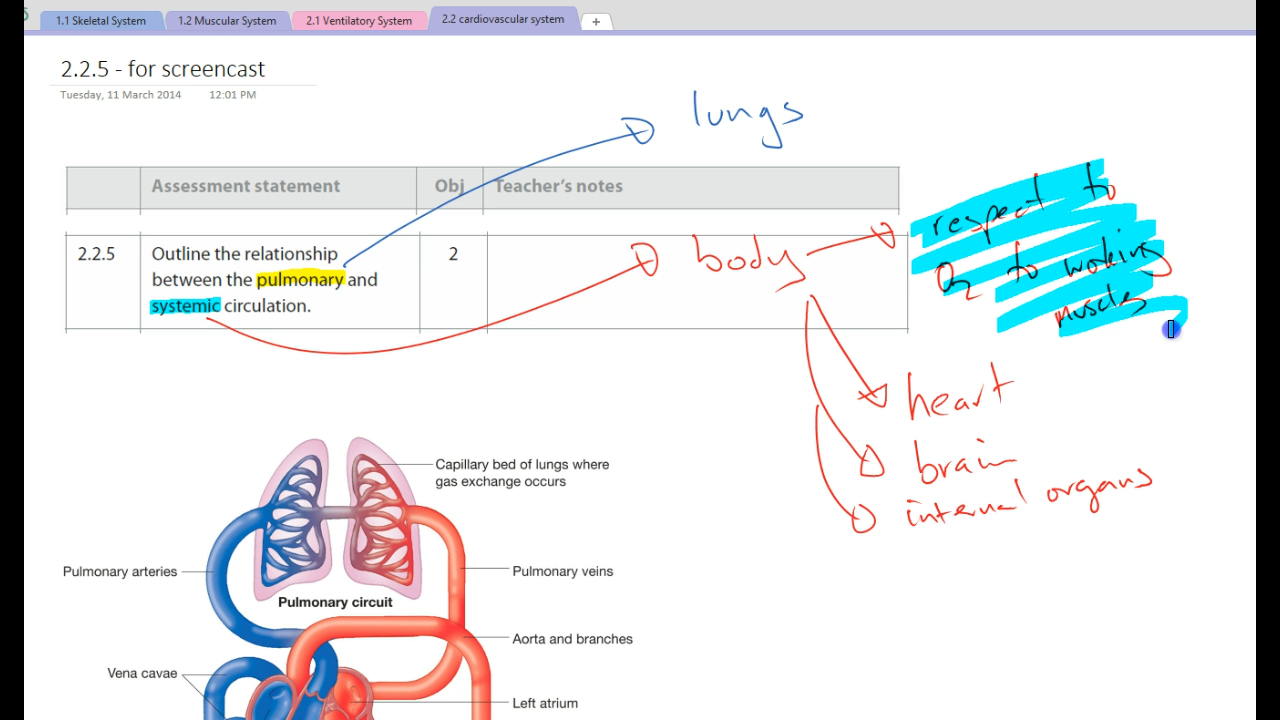 1.1 Skeletal System
1.2 Muscular System
2.1 Ventilatory System
2.2 cardiovascular system
+
2.2.5 - for screencast
Tuesday, 11 March 2014 12:01 PM
lungs
Assessment statement Obj Teacher's notes
2.2.5 Outline the relationship 2
between the pulmonary and
systemic circulation.
body
respect to
O2 to working
muscles
heart
brain
internal organs
Capillary bed of lungs where
gas exchange occurs
Pulmonary arteries
Pulmonary veins
Pulmonary circuit
Aorta and branches
Vena cavae
Left atrium